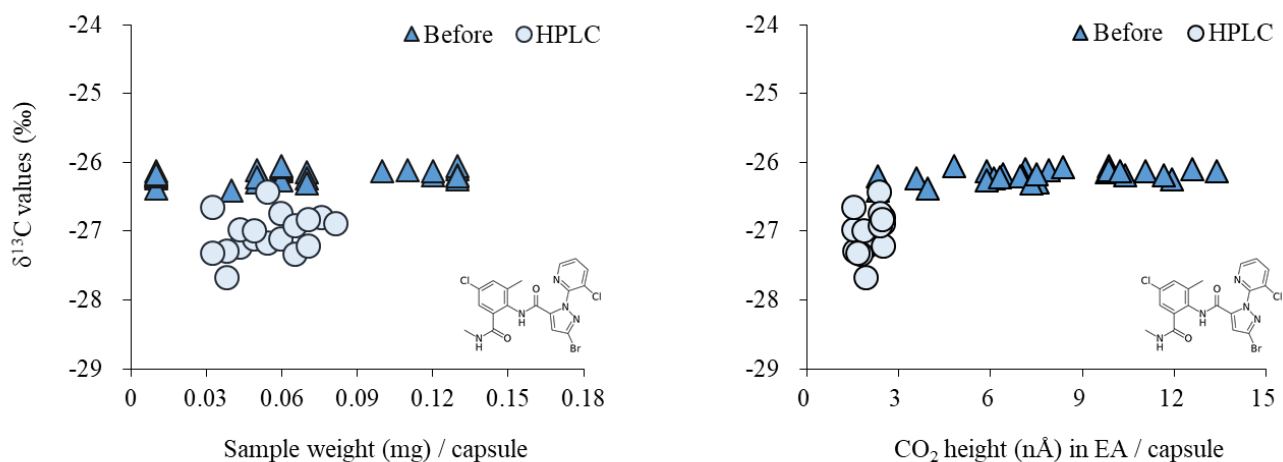 -24
-25
-26
-27
-28
-29
δ¹³C values (‰)
Before HPLC
0 0.03 0.06 0.09 0.12 0.15 0.18
Sample weight (mg) / capsule
Cl
N
Cl
O
N
NH
N
O
N
H
Br
-24
-25
-26
-27
-28
-29
Before HPLC
0 3 6 9 12 15
CO₂ height (nÅ) in EA / capsule
Cl
N
Cl
O
N
NH
N
O
N
H
Br